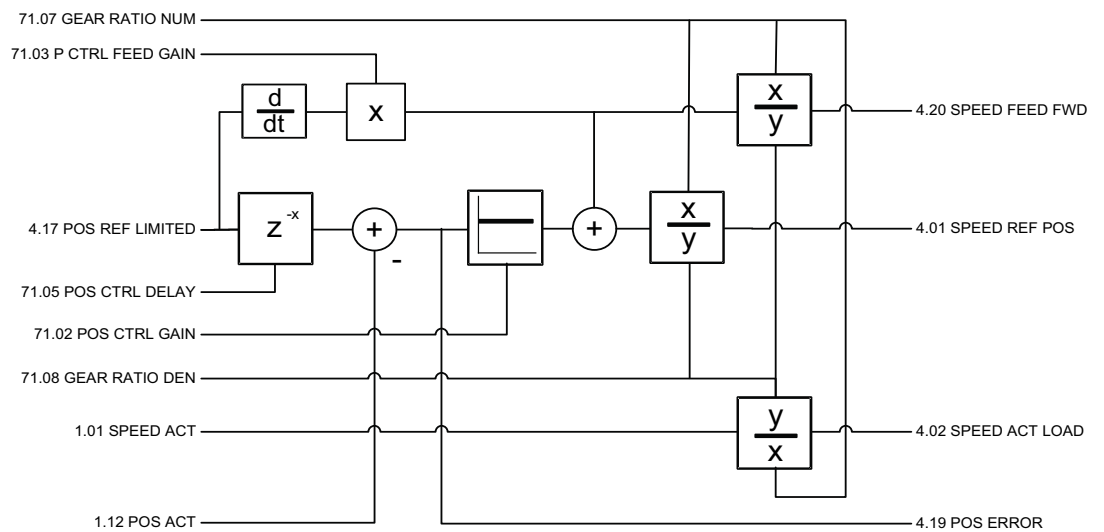 71.07 GEAR RATIO NUM
71.03 P CTRL FEED GAIN
d
dt
x
x
y
4.20 SPEED FEED FWD
4.17 POS REF LIMITED
z-x
+
-
+
x
y
4.01 SPEED REF POS
71.05 POS CTRL DELAY
71.02 POS CTRL GAIN
71.08 GEAR RATIO DEN
1.01 SPEED ACT
y
x
4.02 SPEED ACT LOAD
1.12 POS ACT
4.19 POS ERROR